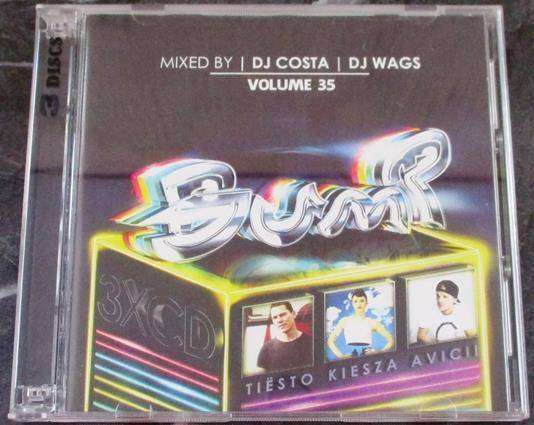 3 DISCS
MIXED BY | DJ COSTA | DJ WAGS
VOLUME 35
Bump
3XCD
TIËSTO KIESZA AVICII